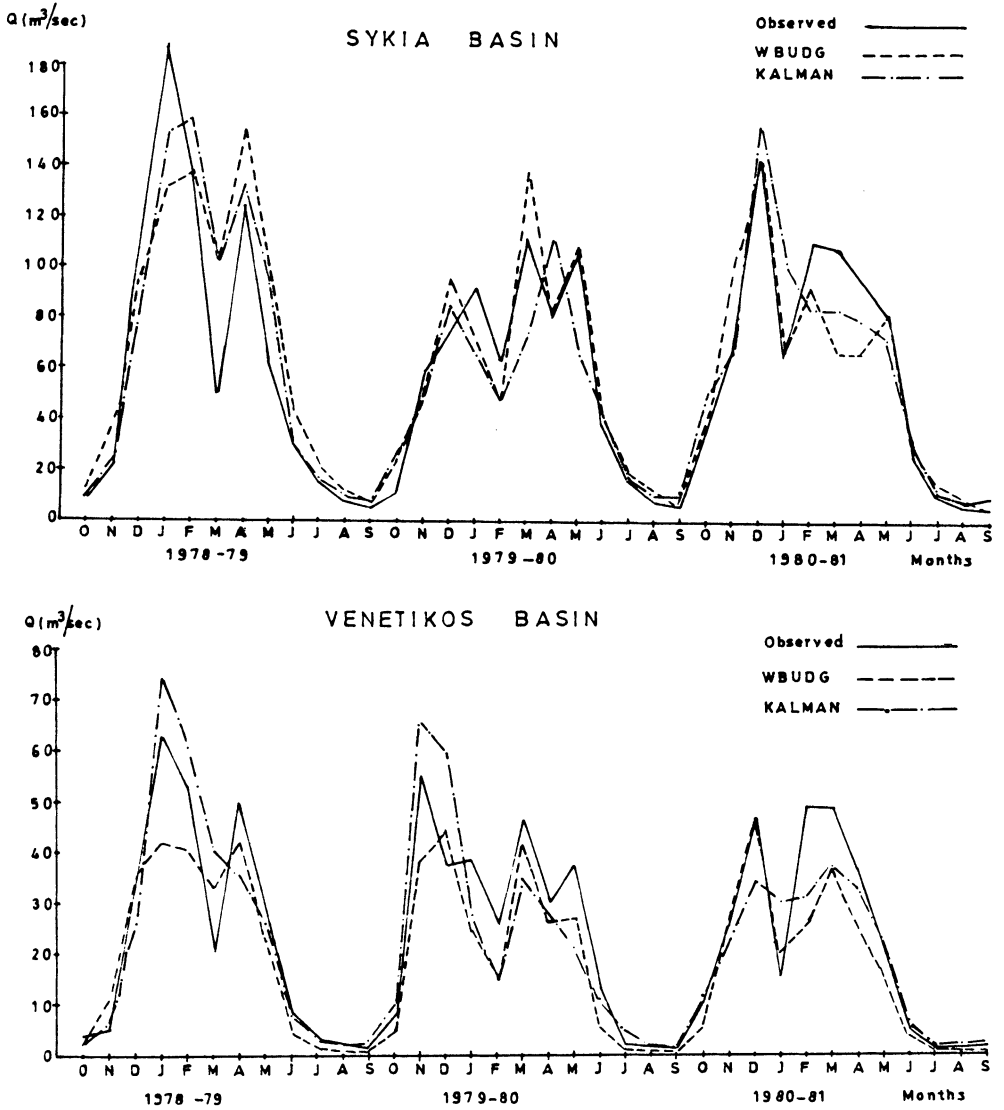 Q (m³/sec)
SYKIA BASIN
Observed
WBUDG
KALMAN
180
160
140
120
100
80
60
40
20
0
O N D J F M A M J J A S O N D J F M A M J J A S O N D J F M A M J J A S
1978-79 1979-80 1980-81 Months
Q (m³/sec)
VENETIKOS BASIN
Observed
WBUDG
KALMAN
80
70
60
50
40
30
20
10
0
O N D J F M A M J J A S O N D J F M A M J J A S O N D J F M A M J J A S
1978-79 1979-80 1980-81 Months